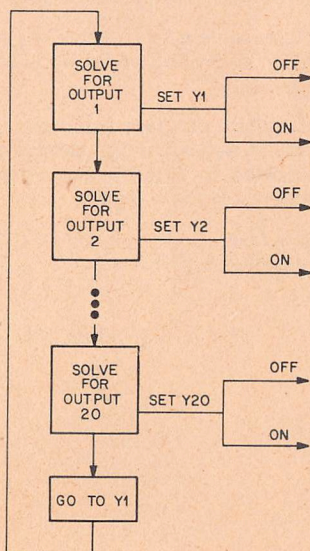 SOLVE
FOR
OUTPUT
1
SET Y1
OFF
ON
SOLVE
FOR
OUTPUT
2
SET Y2
OFF
ON
SOLVE
FOR
OUTPUT
20
SET Y20
OFF
ON
GO TO Y1